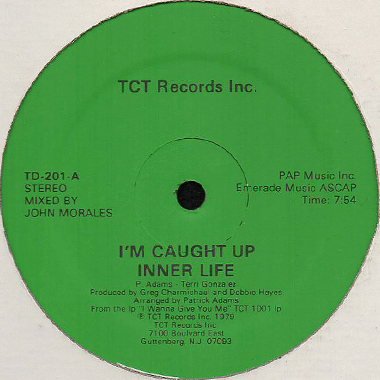 TCT Records Inc.
TD-201-A
STEREO
MIXED BY
JOHN MORALES
PAP Music Inc.
Emerade Music ASCAP
Time: 7:54
I'M CAUGHT UP
INNER LIFE
P. Adams - Terri Gonzalez
Produced by Greg Charmichael and Debbie Hayes
Arranged by Patrick Adams
From the lp "I Wanna Give You Me" TCT 1001 lp
℗ TCT Records Inc. 1979
TCT Records Inc.
7100 Boulvard East
Guttenberg, N.J. 07093